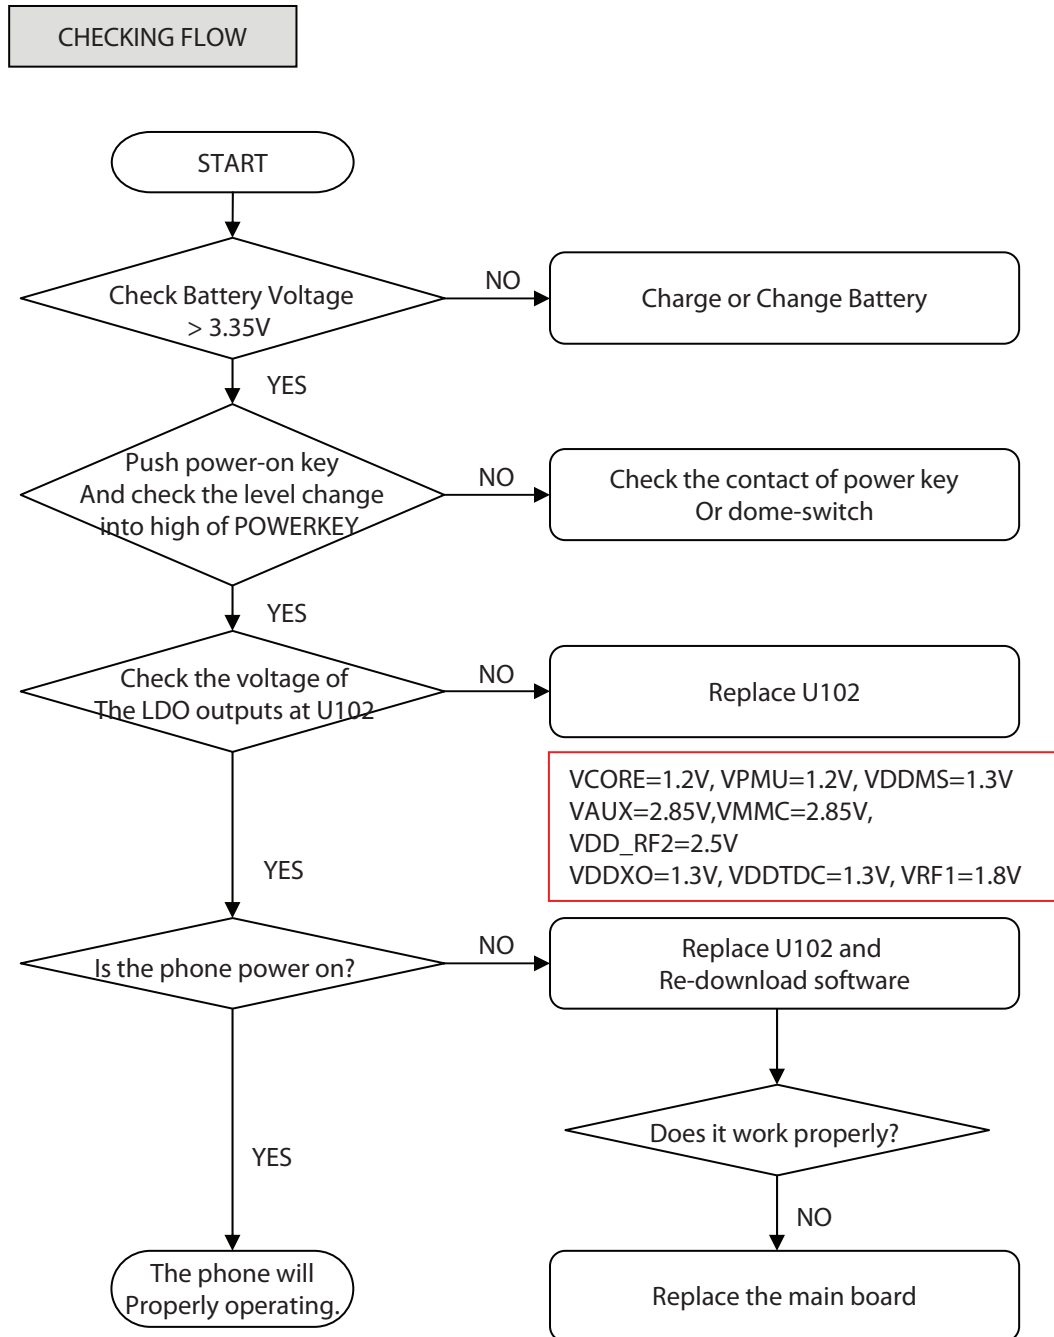 CHECKING FLOW
START
Check Battery Voltage
> 3.35V
NO
Charge or Change Battery
YES
Push power-on key
And check the level change
into high of POWERKEY
NO
Check the contact of power key
Or dome-switch
YES
Check the voltage of
The LDO outputs at U102
NO
Replace U102
VCORE=1.2V, VPMU=1.2V, VDDMS=1.3V
VAUX=2.85V,VMMC=2.85V,
VDD_RF2=2.5V
VDDXO=1.3V, VDDTDC=1.3V, VRF1=1.8V
YES
Is the phone power on?
NO
Replace U102 and
Re-download software
Does it work properly?
YES
NO
The phone will
Properly operating.
Replace the main board